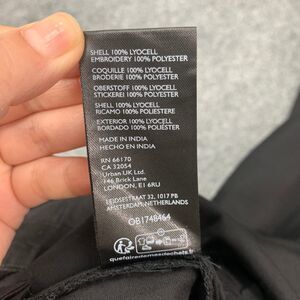 SHELL 100% LYOCELL
EMBROIDERY 100% POLYESTER
COQUILLE 100% LYOCELL
BRODERIE 100% POLYESTER
OBERSTOFF 100% LYOCELL
STICKEREI 100% POLYESTER
SHELL 100% LYOCELL
RICAMO 100% POLIESTERE
EXTERIOR 100% LYOCELL
BORDADO 100% POLIÉSTER
MADE IN INDIA
HECHO EN INDIA
RN 66170
CA 32054
Urban UK Ltd.
146 Brick Lane
LONDON, E1 6RU
LEIDSESTRAAT 32, 1017 PB
AMSTERDAM-NETHERLANDS
OB1748464
quefairedemesdechets.fr